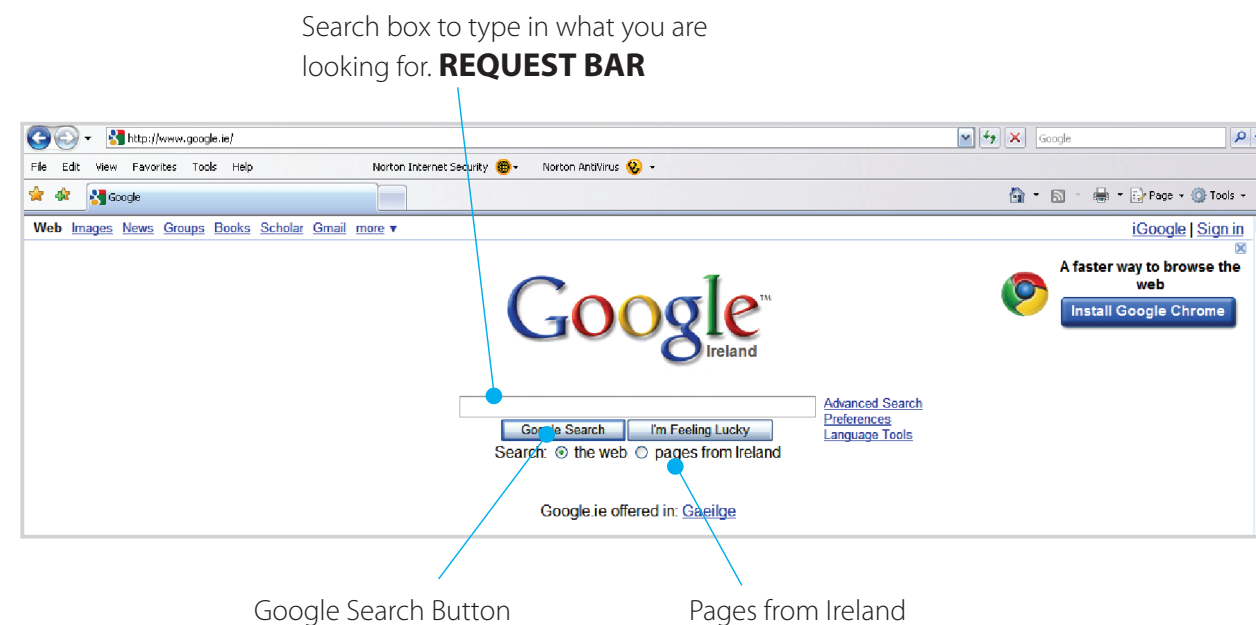 Search box to type in what you are
looking for. REQUEST BAR
http://www.google.ie/
Google
File Edit View Favorites Tools Help Norton Internet Security Norton AntiVirus
Google
Page Tools
Web Images News Groups Books Scholar Gmail more ▼
iGoogle | Sign in
A faster way to browse the
web
Install Google Chrome
Google™
Ireland
Advanced Search
Preferences
Language Tools
Google Search I'm Feeling Lucky
Search: the web pages from Ireland
Google.ie offered in: Gaeilge
Google Search Button
Pages from Ireland